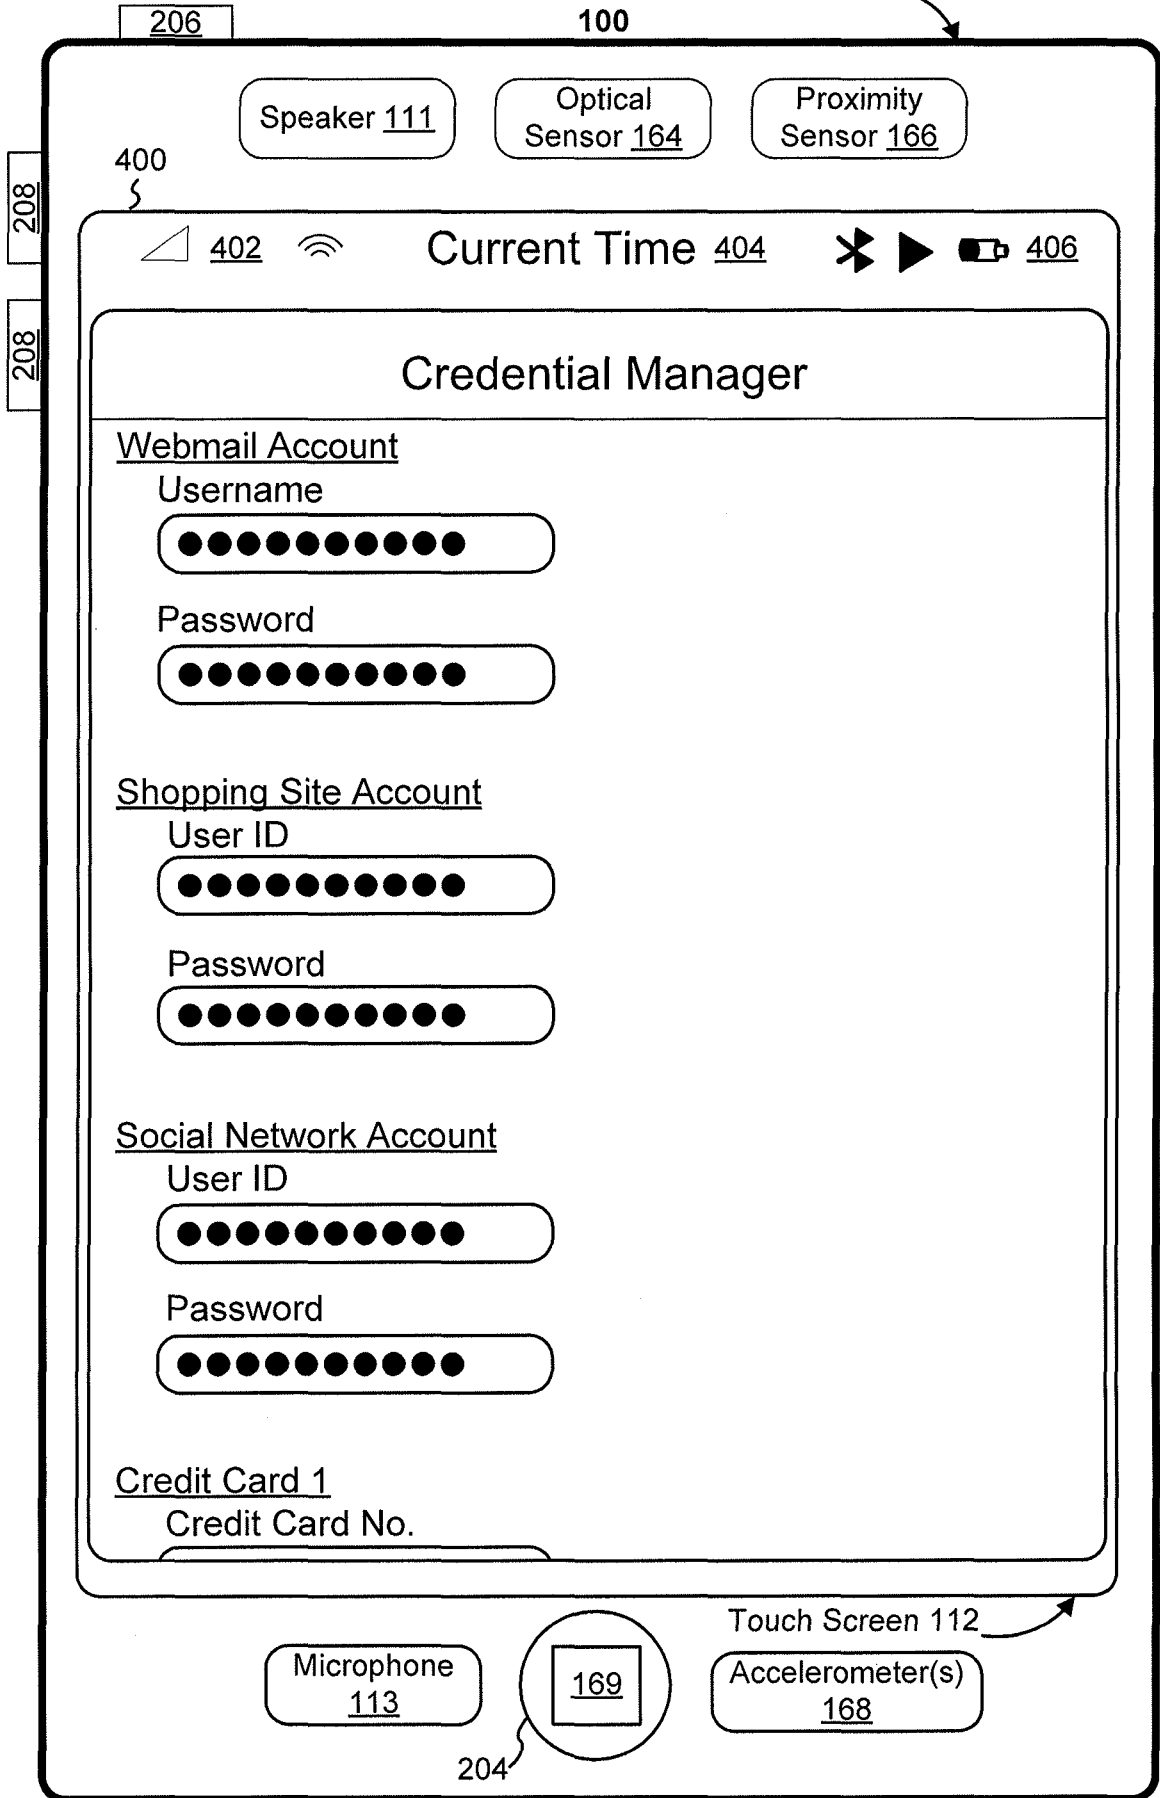 206
100
Speaker 111
Optical
Sensor 164
Proximity
Sensor 166
400
208
402
Current Time 404
406
208
Credential Manager
Webmail Account
Username
●●●●●●●●●●
Password
●●●●●●●●●●
Shopping Site Account
User ID
●●●●●●●●●●
Password
●●●●●●●●●●
Social Network Account
User ID
●●●●●●●●●●
Password
●●●●●●●●●●
Credit Card 1
Credit Card No.
Touch Screen 112
Microphone
113
169
Accelerometer(s)
168
204